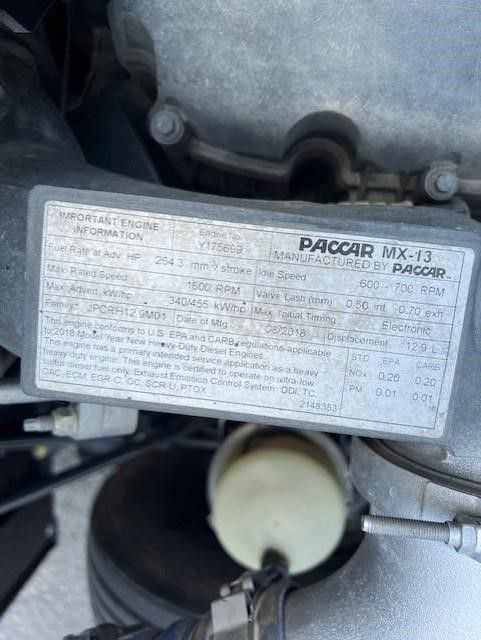 IMPORTANT ENGINE INFORMATION
Engine No. Y175699
PACCAR MX-13
MANUFACTURED BY PACCAR
Fuel Rate at Adv. HP 264.3 mm³/stroke Idle Speed 600 - 700 RPM
Max. Rated Speed 1600 RPM Valve Lash (mm) 0.50 int 0.70 exh
Max. Advert. kW/hp 340/455 kW/hp Max. Initial Timing Electronic
Family JPCRH12.9M01 Date of Mfg 08/2018 Displacement 12.9 L
This engine conforms to U.S. EPA and CARB regulations applicable
to 2018 Model Year New Heavy-Duty Diesel Engines.
This engine has a primary intended service application as a heavy
heavy duty engine. This engine is certified to operate on ultra-low
sulfur diesel fuel only. Exhaust Emission Control System: DDI, TC,
CAC, ECM, EGR-C, OC, SCR-U, PTOX
STD EPA CARB
NOx 0.20 0.20
PM 0.01 0.01
2148353